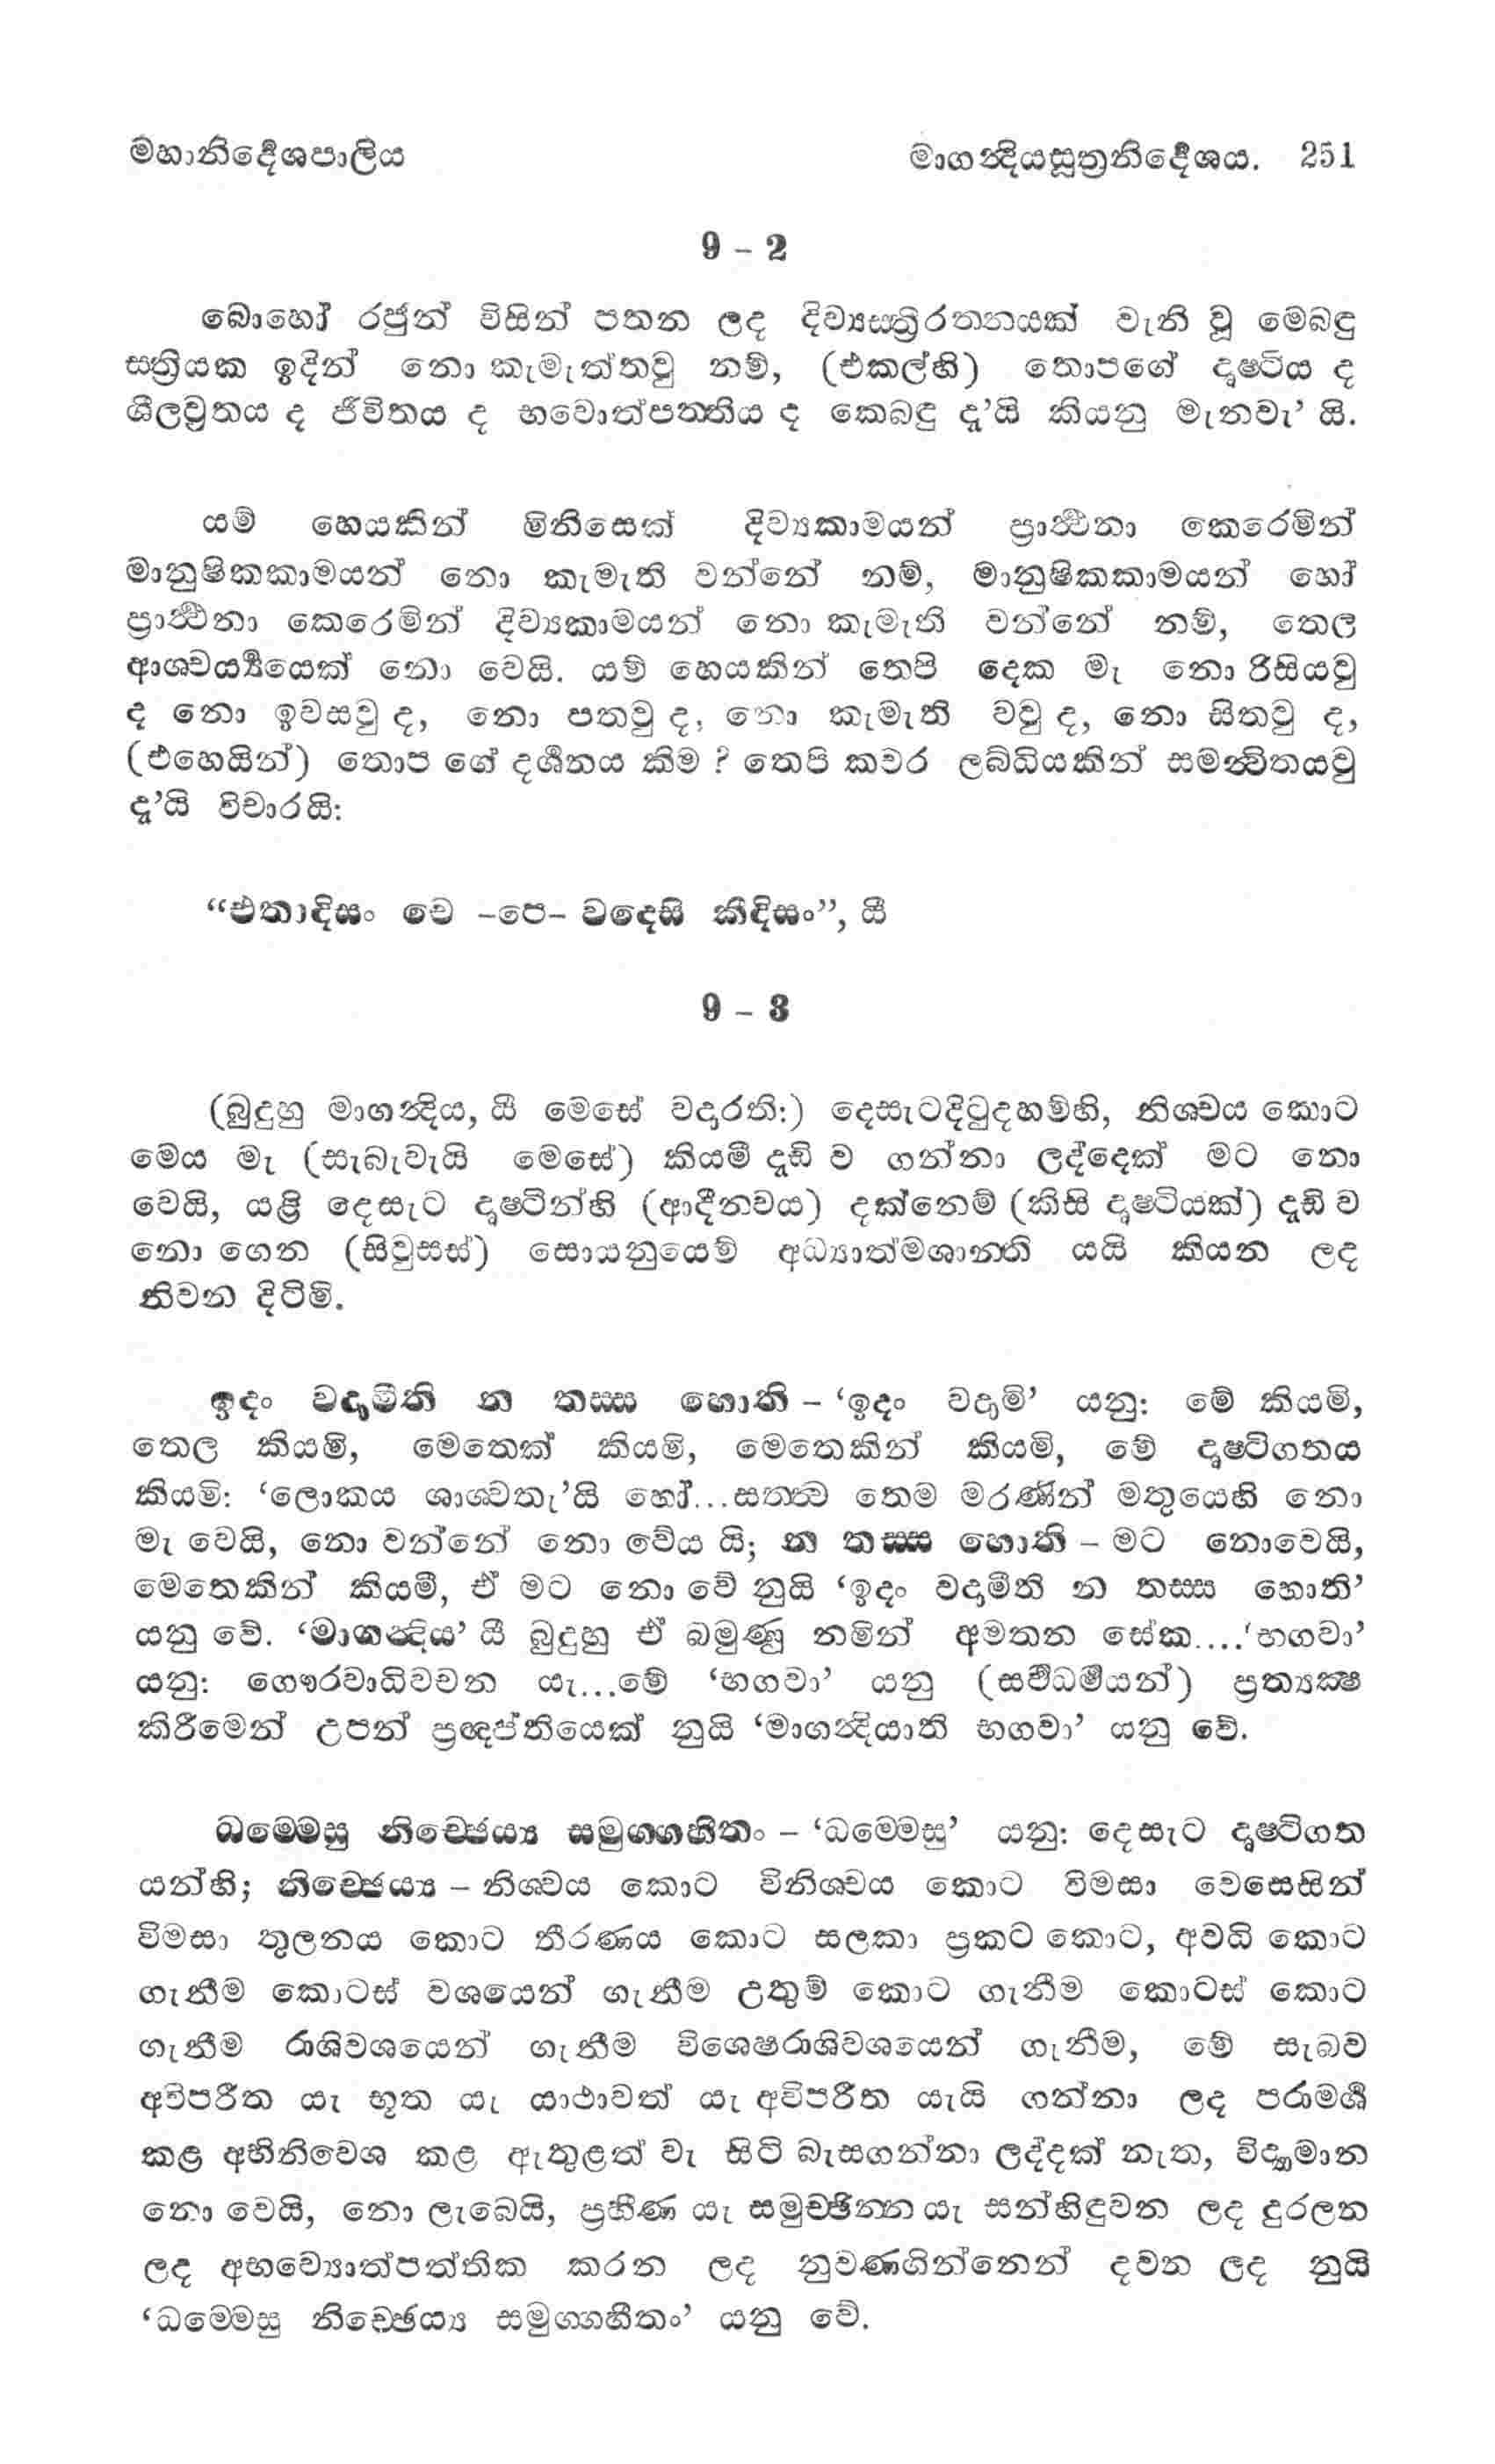 මහානිර්දේශපාලිය
මාගන්‍දියසූත්‍රනිර්දේශය. 251
9 – 2
බොහෝ රජුන් විසින් පතන ලද දිව්‍යස්ත්‍රිරත්නයක් වැනි වූ මෙබඳු
ස්ත්‍රියක ඉදින් නො කැමැත්තවු නම්, (එකල්හි) තොපගේ දෘෂ්ටිය ද
ශීලව්‍රතය ද ජීවිතය ද භවොත්පත්තිය ද කෙබඳු දැ’යි කියනු මැනවැ’ යි.
යම් හෙයකින් මිනිසෙක් දිව්‍යකාමයන් ප්‍රාර්‍ථනා කෙරෙමින්
මානුෂිකකාමයන් නො කැමැති වන්නේ නම්, මානුෂිකකාමයන් හෝ
ප්‍රාර්‍ථනා කෙරෙමින් දිව්‍යකාමයන් නො කැමැති වන්නේ නම්, තෙල
ආශ්චර්‍ය්‍යයෙක් නො වෙයි. යම් හෙයකින් තෙපි දෙක මැ නො රිසියවු
ද නො ඉවසවු ද, නො පතවු ද, නො කැමැති වවු ද, නො සිතවු ද,
(එහෙයින්) තොප ගේ දර්‍ශනය කිම ? තෙපි කවර ලබ්ධියකින් සමන්‍විතයවු
දැ’යි විචාරයි:
“එතාදිසං චෙ –පෙ– වදෙසි කීදිසං”, යී
9 – 3
(බුදුහු මාගන්‍දිය, යී මෙසේ වදාරති:) දෙසැටදිටුදහම්හි, නිශ්චය කොට
මෙය මැ (සැබැවැයි මෙසේ) කියමී දැඩි ව ගන්නා ලද්දෙක් මට නො
වෙයි, යළි දෙසැට දෘෂ්ටින්හි (ආදීනවය) දක්නෙම් (කිසි දෘෂ්ටියක්) දැඩි ව
නො ගෙන (සිවුසස්) සොයනුයෙම් අධ්‍යාත්මශාන්ති යයි කියන ලද
නිවන දිටිමි.
ඉදං වදාමීති න තස්ස හොති – ‘ඉදං වදාමි’ යනු: මේ කියමි,
තෙල කියමි, මෙතෙක් කියමි, මෙතෙකින් කියමි, මේ දෘෂ්ටිගතය
කියමි: ‘ලොකය ශාශ්වතැ’යි හෝ...සත්ත්‍ව තෙම මරණින් මතුයෙහි නො
මැ වෙයි, නො වන්නේ නො වේය යි; න තස්ස හොති – මට නොවෙයි,
මෙතෙකින් කියමී, ඒ මට නො වේ නුයි ‘ඉදං වදාමීති න තස්ස හොති’
යනු වේ. ‘මාගන්‍දිය’ යී බුදුහු ඒ බමුණු නමින් අමතන සේක....‘භගවා’
යනු: ගෞරවාධිවචන යැ...මේ ‘භගවා’ යනු (සර්‍වධර්‍මයන්) ප්‍රත්‍යක්‍ෂ
කිරීමෙන් උපන් ප්‍රඥප්තියෙක් නුයි ‘මාගන්‍දියාති භගවා’ යනු වේ.
ධම්මෙසු නිච්ඡෙය්‍ය සමුග්ගහීතං – ‘ධම්මෙසු’ යනු: දෙසැට දෘෂ්ටිගත
යන්හි; නිච්ඡෙය්‍ය – නිශ්චය කොට විනිශ්චය කොට විමසා වෙසෙසින්
විමසා තුලනය කොට තීරණය කොට සලකා ප්‍රකට කොට, අවධි කොට
ගැනීම කොටස් වශයෙන් ගැනීම උතුම් කොට ගැනීම කොටස් කොට
ගැනීම රාශිවශයෙන් ගැනීම විශෙෂරාශිවශයෙන් ගැනීම, මේ සැබව
අවිපරීත යැ භූත යැ යාථාවත් යැ අවිපරීත යැයි ගන්නා ලද පරාමර්‍ශ
කළ අභිනිවෙශ කළ ඇතුළත් වැ සිටි බැසගන්නා ලද්දක් නැත, විද්‍යමාන
නො වෙයි, නො ලැබෙයි, ප්‍රහීණ යැ සමුච්ඡින්න යැ සන්හිඳුවන ලද දුරලන
ලද අභව්‍යොත්පත්තික කරන ලද නුවණගින්නෙන් දවන ලද නුයි
‘ධම්මෙසු නිච්ඡෙය්‍ය සමුග්ගහීතං’ යනු වේ.